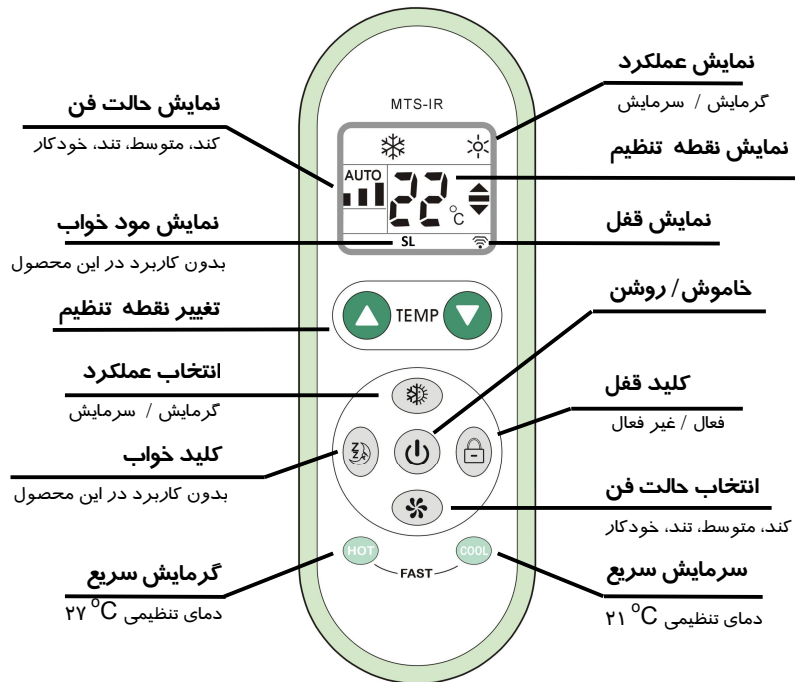 نمایش عملکرد
گرمایش / سرمایش
نمایش نقطه تنظیم
نمایش قفل
خاموش / روشن
کلید قفل
فعال / غیر فعال
انتخاب حالت فن
کند، متوسط، تند، خودکار
سرمایش سریع
دمای تنظیمی ۲۱ °C
MTS-IR
AUTO
22 °C
SL
TEMP
HOT
COOL
FAST
نمایش حالت فن
کند، متوسط، تند، خودکار
نمایش مود خواب
بدون کاربرد در این محصول
تغییر نقطه تنظیم
انتخاب عملکرد
گرمایش / سرمایش
کلید خواب
بدون کاربرد در این محصول
گرمایش سریع
دمای تنظیمی ۲۷ °C